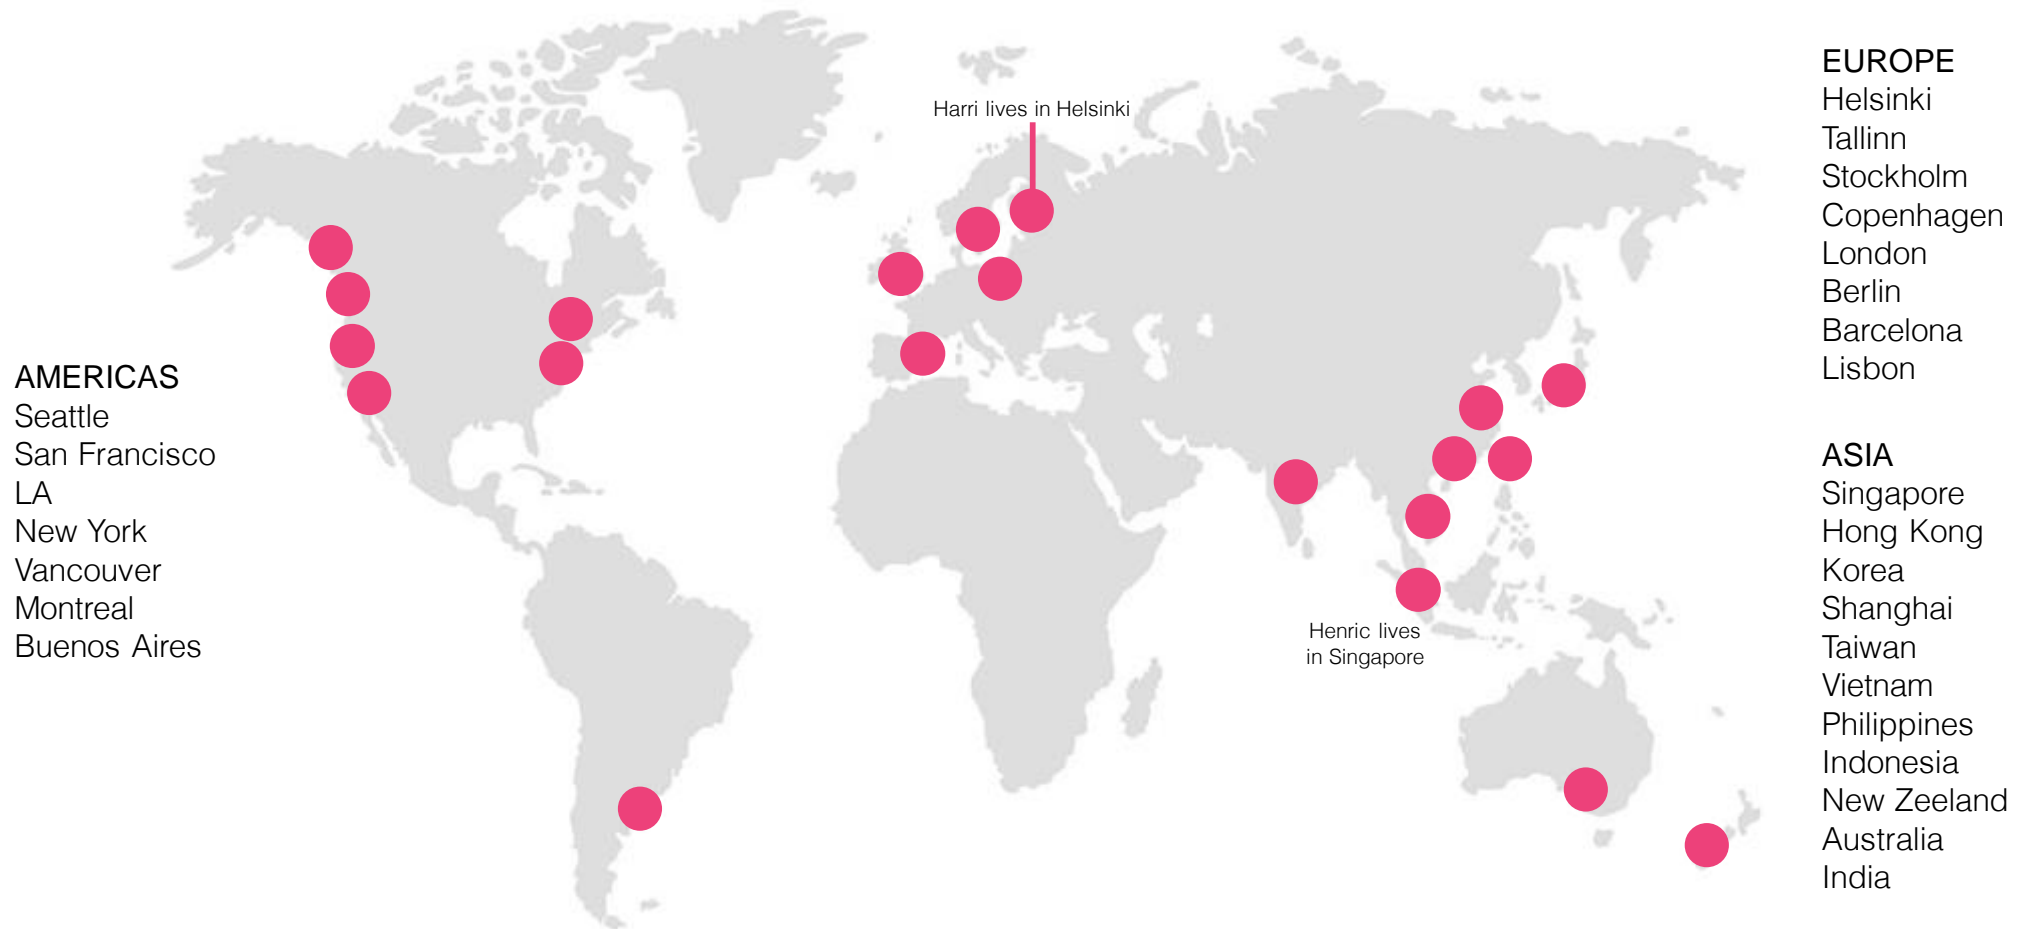 AMERICAS
Seattle
San Francisco
LA
New York
Vancouver
Montreal
Buenos Aires
Harri lives in Helsinki
Henric lives
in Singapore
EUROPE
Helsinki
Tallinn
Stockholm
Copenhagen
London
Berlin
Barcelona
Lisbon
ASIA
Singapore
Hong Kong
Korea
Shanghai
Taiwan
Vietnam
Philippines
Indonesia
New Zeeland
Australia
India